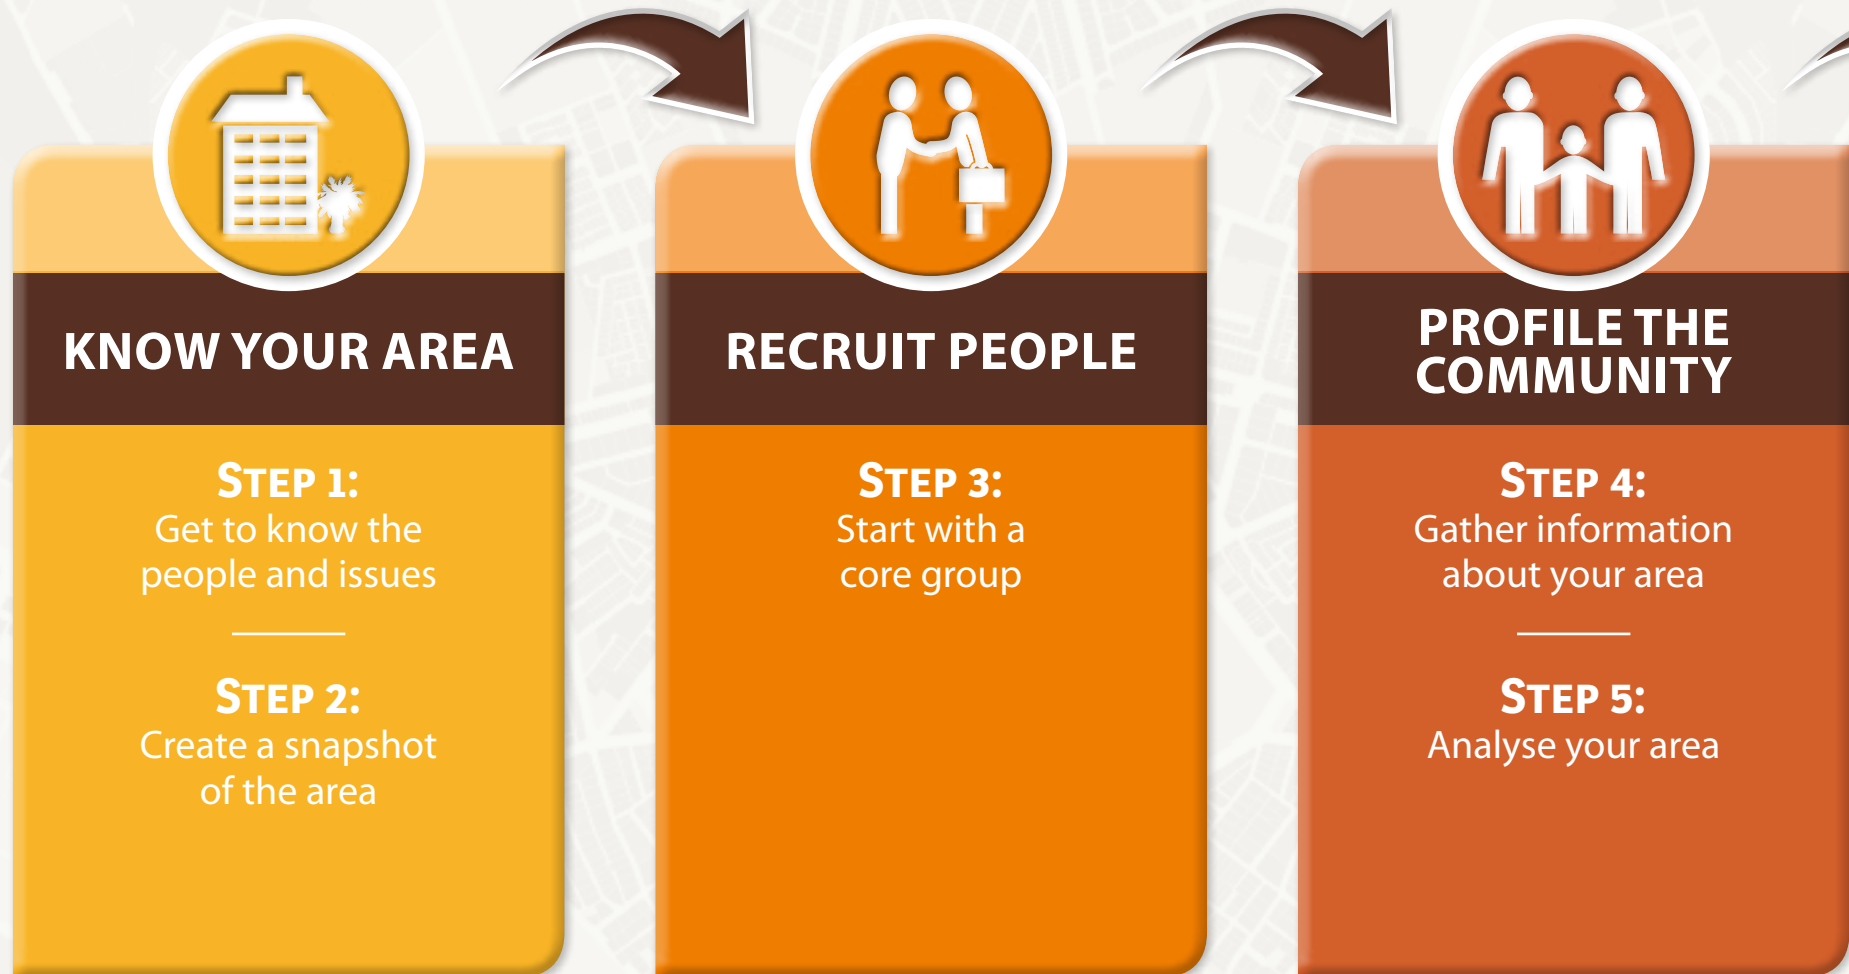 KNOW YOUR AREA
STEP 1:
Get to know the
people and issues
STEP 2:
Create a snapshot
of the area
RECRUIT PEOPLE
STEP 3:
Start with a
core group
PROFILE THE
COMMUNITY
STEP 4:
Gather information
about your area
STEP 5:
Analyse your area